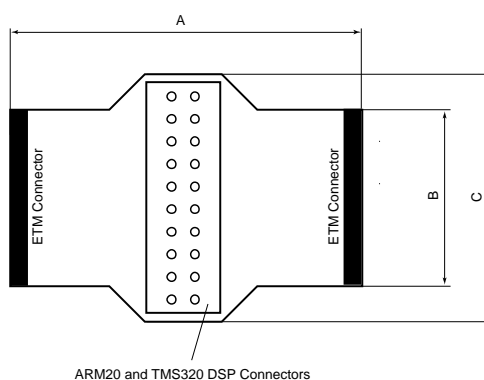 A
ETM Connector
ETM Connector
B
C
ARM20 and TMS320 DSP Connectors